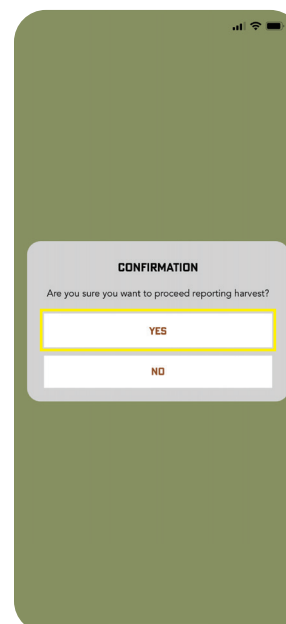 CONFIRMATION
Are you sure you want to proceed reporting harvest?
YES
NO